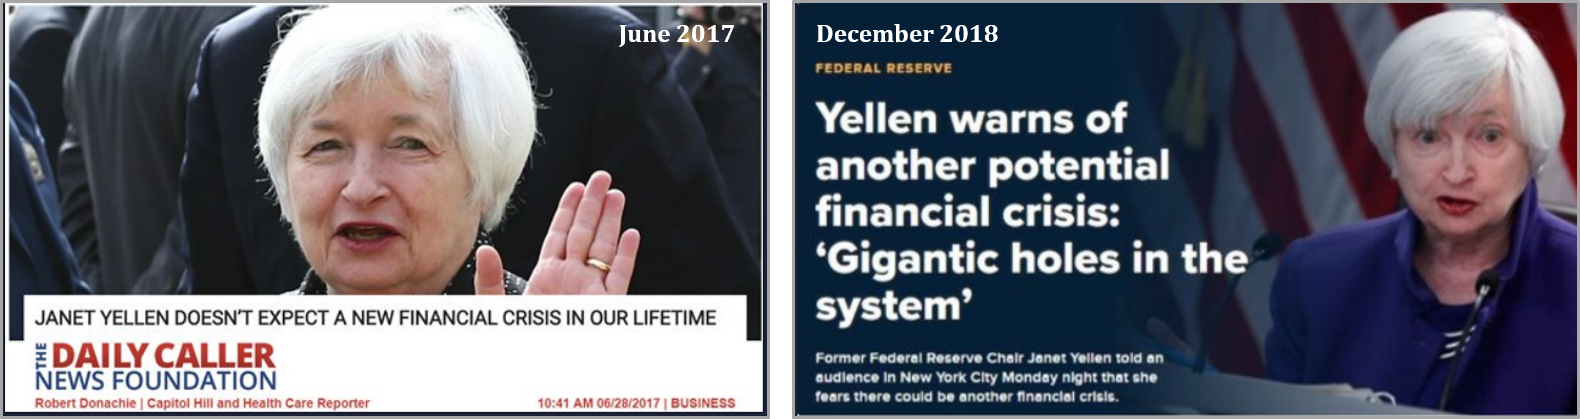 June 2017
JANET YELLEN DOESN'T EXPECT A NEW FINANCIAL CRISIS IN OUR LIFETIME
THE DAILY CALLER
NEWS FOUNDATION
Robert Donachie | Capitol Hill and Health Care Reporter
10:41 AM 06/28/2017 | BUSINESS
December 2018
FEDERAL RESERVE
Yellen warns of
another potential
financial crisis:
‘Gigantic holes in the
system’
Former Federal Reserve Chair Janet Yellen told an
audience in New York City Monday night that she
fears there could be another financial crisis.